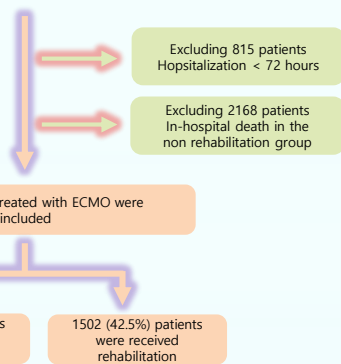 Excluding 815 patients
Hopsitalization < 72 hours
Excluding 2168 patients
In-hospital death in the
non rehabilitation group
reated with ECMO were
included
s
1502 (42.5%) patients
were received
rehabilitation